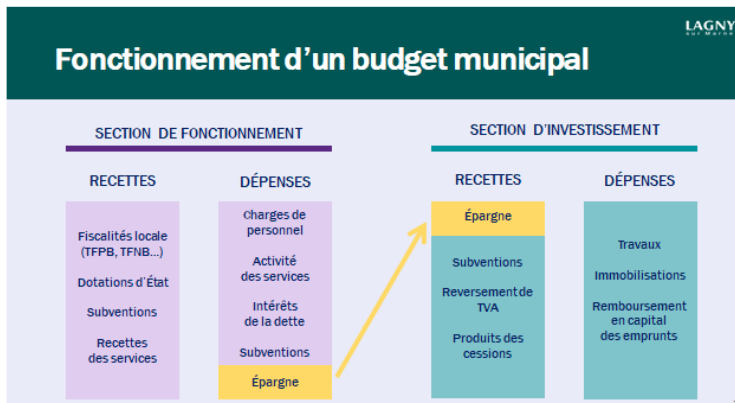 LAGNY
sur Marne
Fonctionnement d'un budget municipal
SECTION DE FONCTIONNEMENT
RECETTES
Fiscalités locale
(TFPB, TFNB...)
Dotations d'État
Subventions
Recettes
des services
DÉPENSES
Charges de
personnel
Activité
des services
Intérêts
de la dette
Subventions
Épargne
SECTION D'INVESTISSEMENT
RECETTES
Épargne
Subventions
Reversement de
TVA
Produits des
cessions
DÉPENSES
Travaux
Immobilisations
Remboursement
en capital
des emprunts